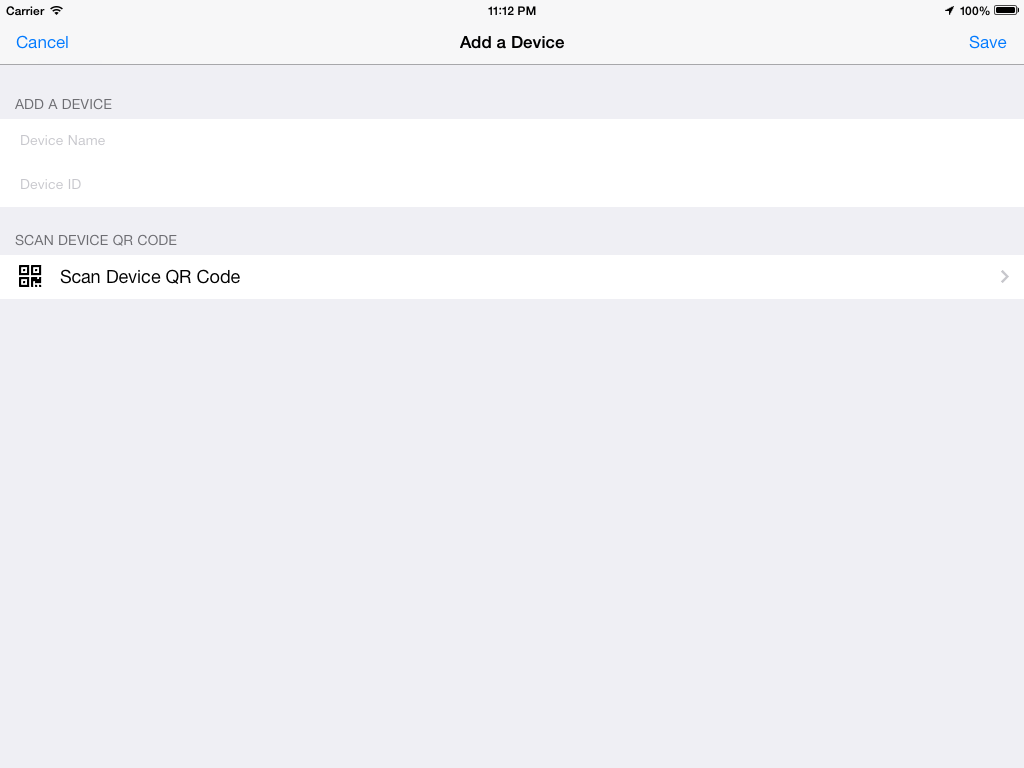 Carrier
11:12 PM
100%
Cancel
Add a Device
Save
ADD A DEVICE
Device Name
Device ID
SCAN DEVICE QR CODE
Scan Device QR Code